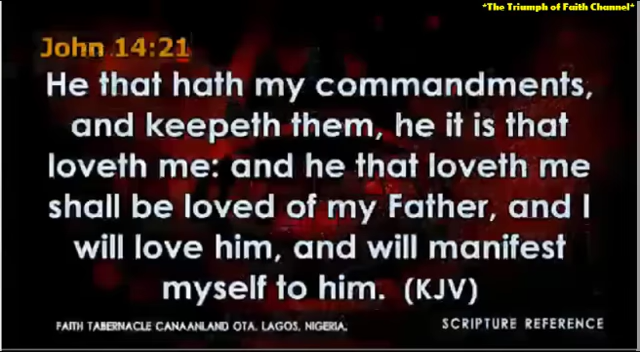 *The Triumph of Faith Channel*
John 14:21
He that hath my commandments,
and keepeth them, he it is that
loveth me: and he that loveth me
shall be loved of my Father, and I
will love him, and will manifest
myself to him. (KJV)
FAITH TABERNACLE CANAANLAND OTA. LAGOS, NIGERIA.
SCRIPTURE REFERENCE